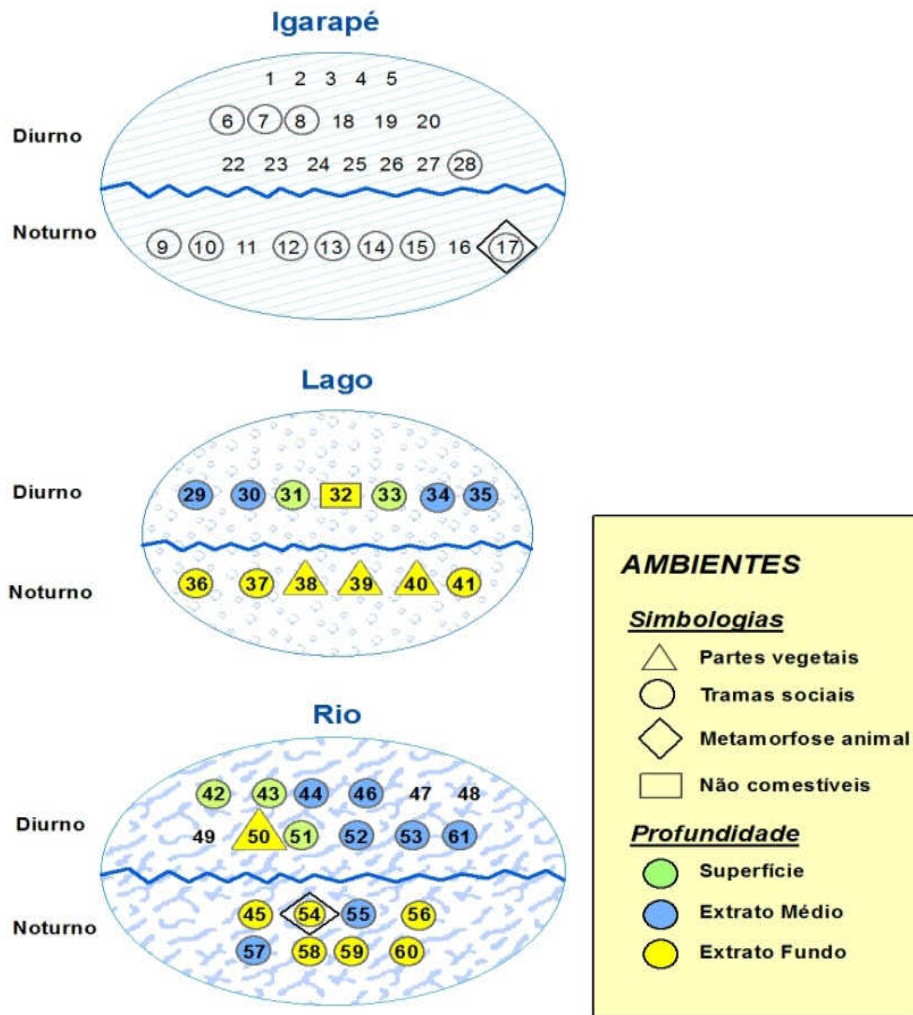 Igarapé
1 2 3 4 5
Diurno
6 7 8 18 19 20
22 23 24 25 26 27 28
Noturno
9 10 11 12 13 14 15 16 17
Lago
Diurno
29 30 31 32 33 34 35
Noturno
36 37 38 39 40 41
Rio
42 43 44 46 47 48
Diurno
49 50 51 52 53 61
45 54 55 56
Noturno
57 58 59 60
AMBIENTES
Simbologias
Partes vegetais
Tramas sociais
Metamorfose animal
Não comestíveis
Profundidade
Superfície
Extrato Médio
Extrato Fundo